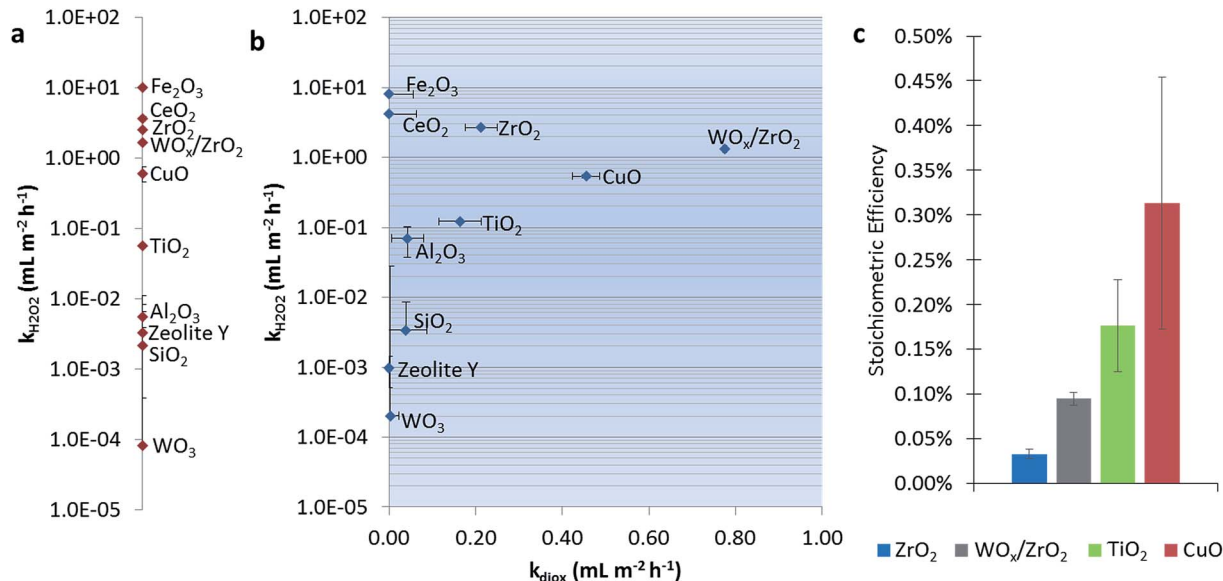 a
1.0E+02
1.0E+01
1.0E+00
1.0E-01
1.0E-02
1.0E-03
1.0E-04
1.0E-05
k_H2O2 (mL m⁻² h⁻¹)
Fe₂O₃
CeO₂
ZrO₂
WOₓ/ZrO₂
CuO
TiO₂
Al₂O₃
Zeolite Y
SiO₂
WO₃
b
1.0E+02
1.0E+01
1.0E+00
1.0E-01
1.0E-02
1.0E-03
1.0E-04
1.0E-05
k_H2O2 (mL m⁻² h⁻¹)
Fe₂O₃
CeO₂
ZrO₂
WOₓ/ZrO₂
CuO
TiO₂
Al₂O₃
SiO₂
Zeolite Y
WO₃
0.00 0.20 0.40 0.60 0.80 1.00
k_diox (mL m⁻² h⁻¹)
c
0.50%
0.45%
0.40%
0.35%
0.30%
0.25%
0.20%
0.15%
0.10%
0.05%
0.00%
Stoichiometric Efficiency
ZrO₂ WOₓ/ZrO₂ TiO₂ CuO